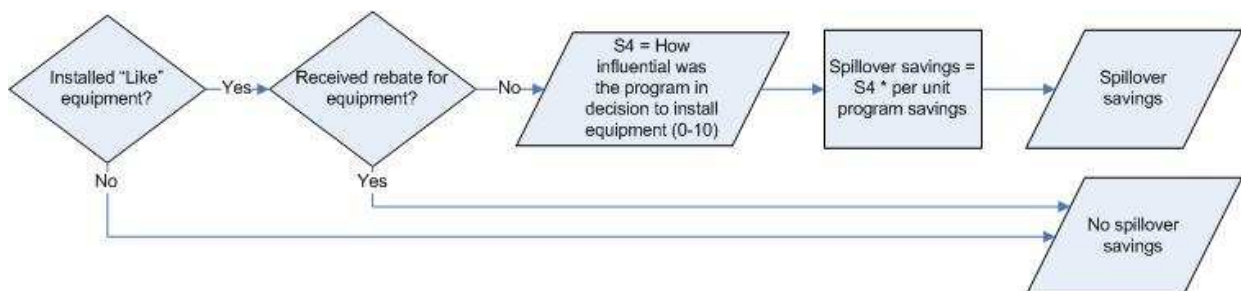 Installed “Like”
equipment?
Yes
Received rebate for
equipment?
No
S4 = How
influential was
the program in
decision to install
equipment (0-10)
Spillover savings =
S4 * per unit
program savings
Spillover
savings
No
Yes
No spillover
savings